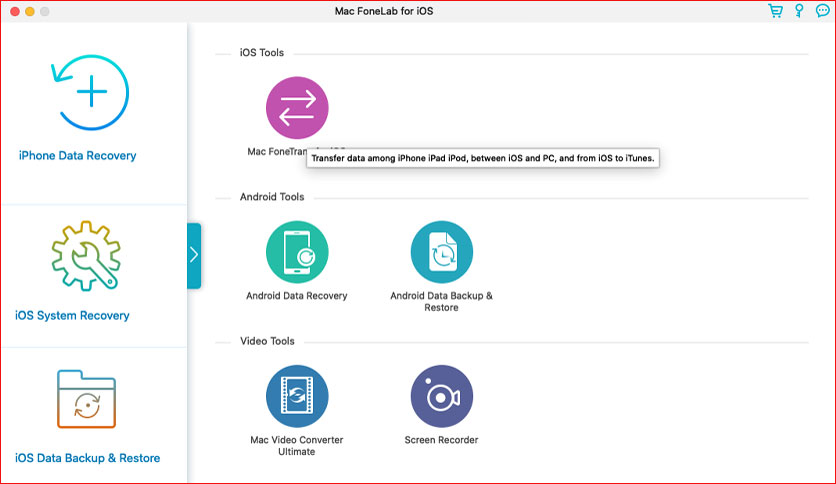 Mac FoneLab for iOS
iPhone Data Recovery
iOS System Recovery
iOS Data Backup & Restore
iOS Tools
Mac FoneTran
Transfer data among iPhone iPad iPod, between iOS and PC, and from iOS to iTunes.
Android Tools
Android Data Recovery
Android Data Backup &
Restore
Video Tools
Mac Video Converter
Ultimate
Screen Recorder